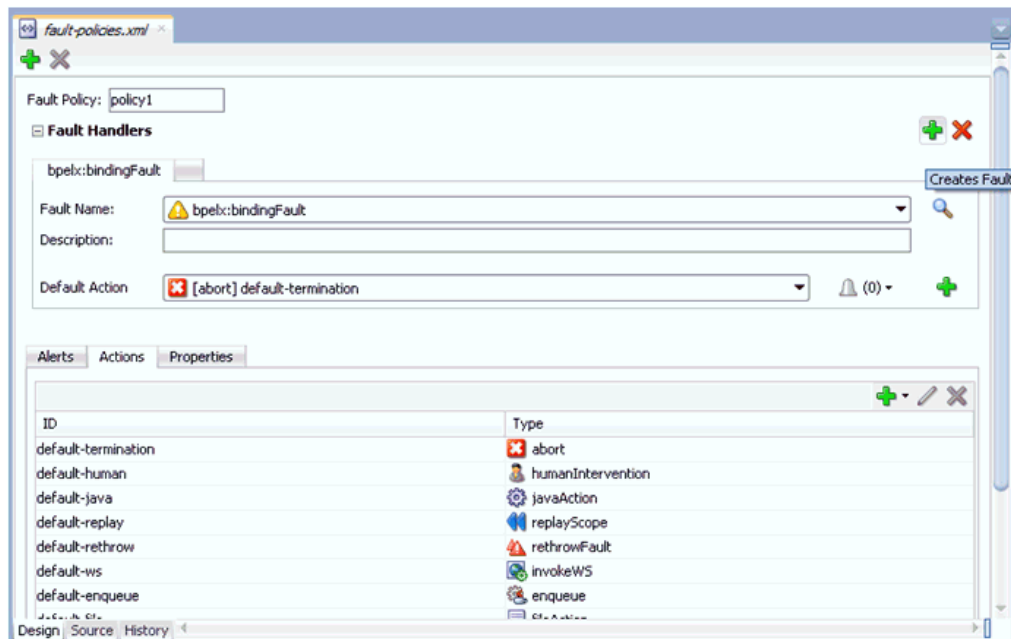 fault-policies.xml
Fault Policy: policy1
Fault Handlers
bpelx:bindingFault
Creates Fault
Fault Name: bpelx:bindingFault
Description:
Default Action [abort] default-termination (0)
Alerts Actions Properties
ID Type
default-termination abort
default-human humanIntervention
default-java javaAction
default-replay replayScope
default-rethrow rethrowFault
default-ws invokeWS
default-enqueue enqueue
Design Source History